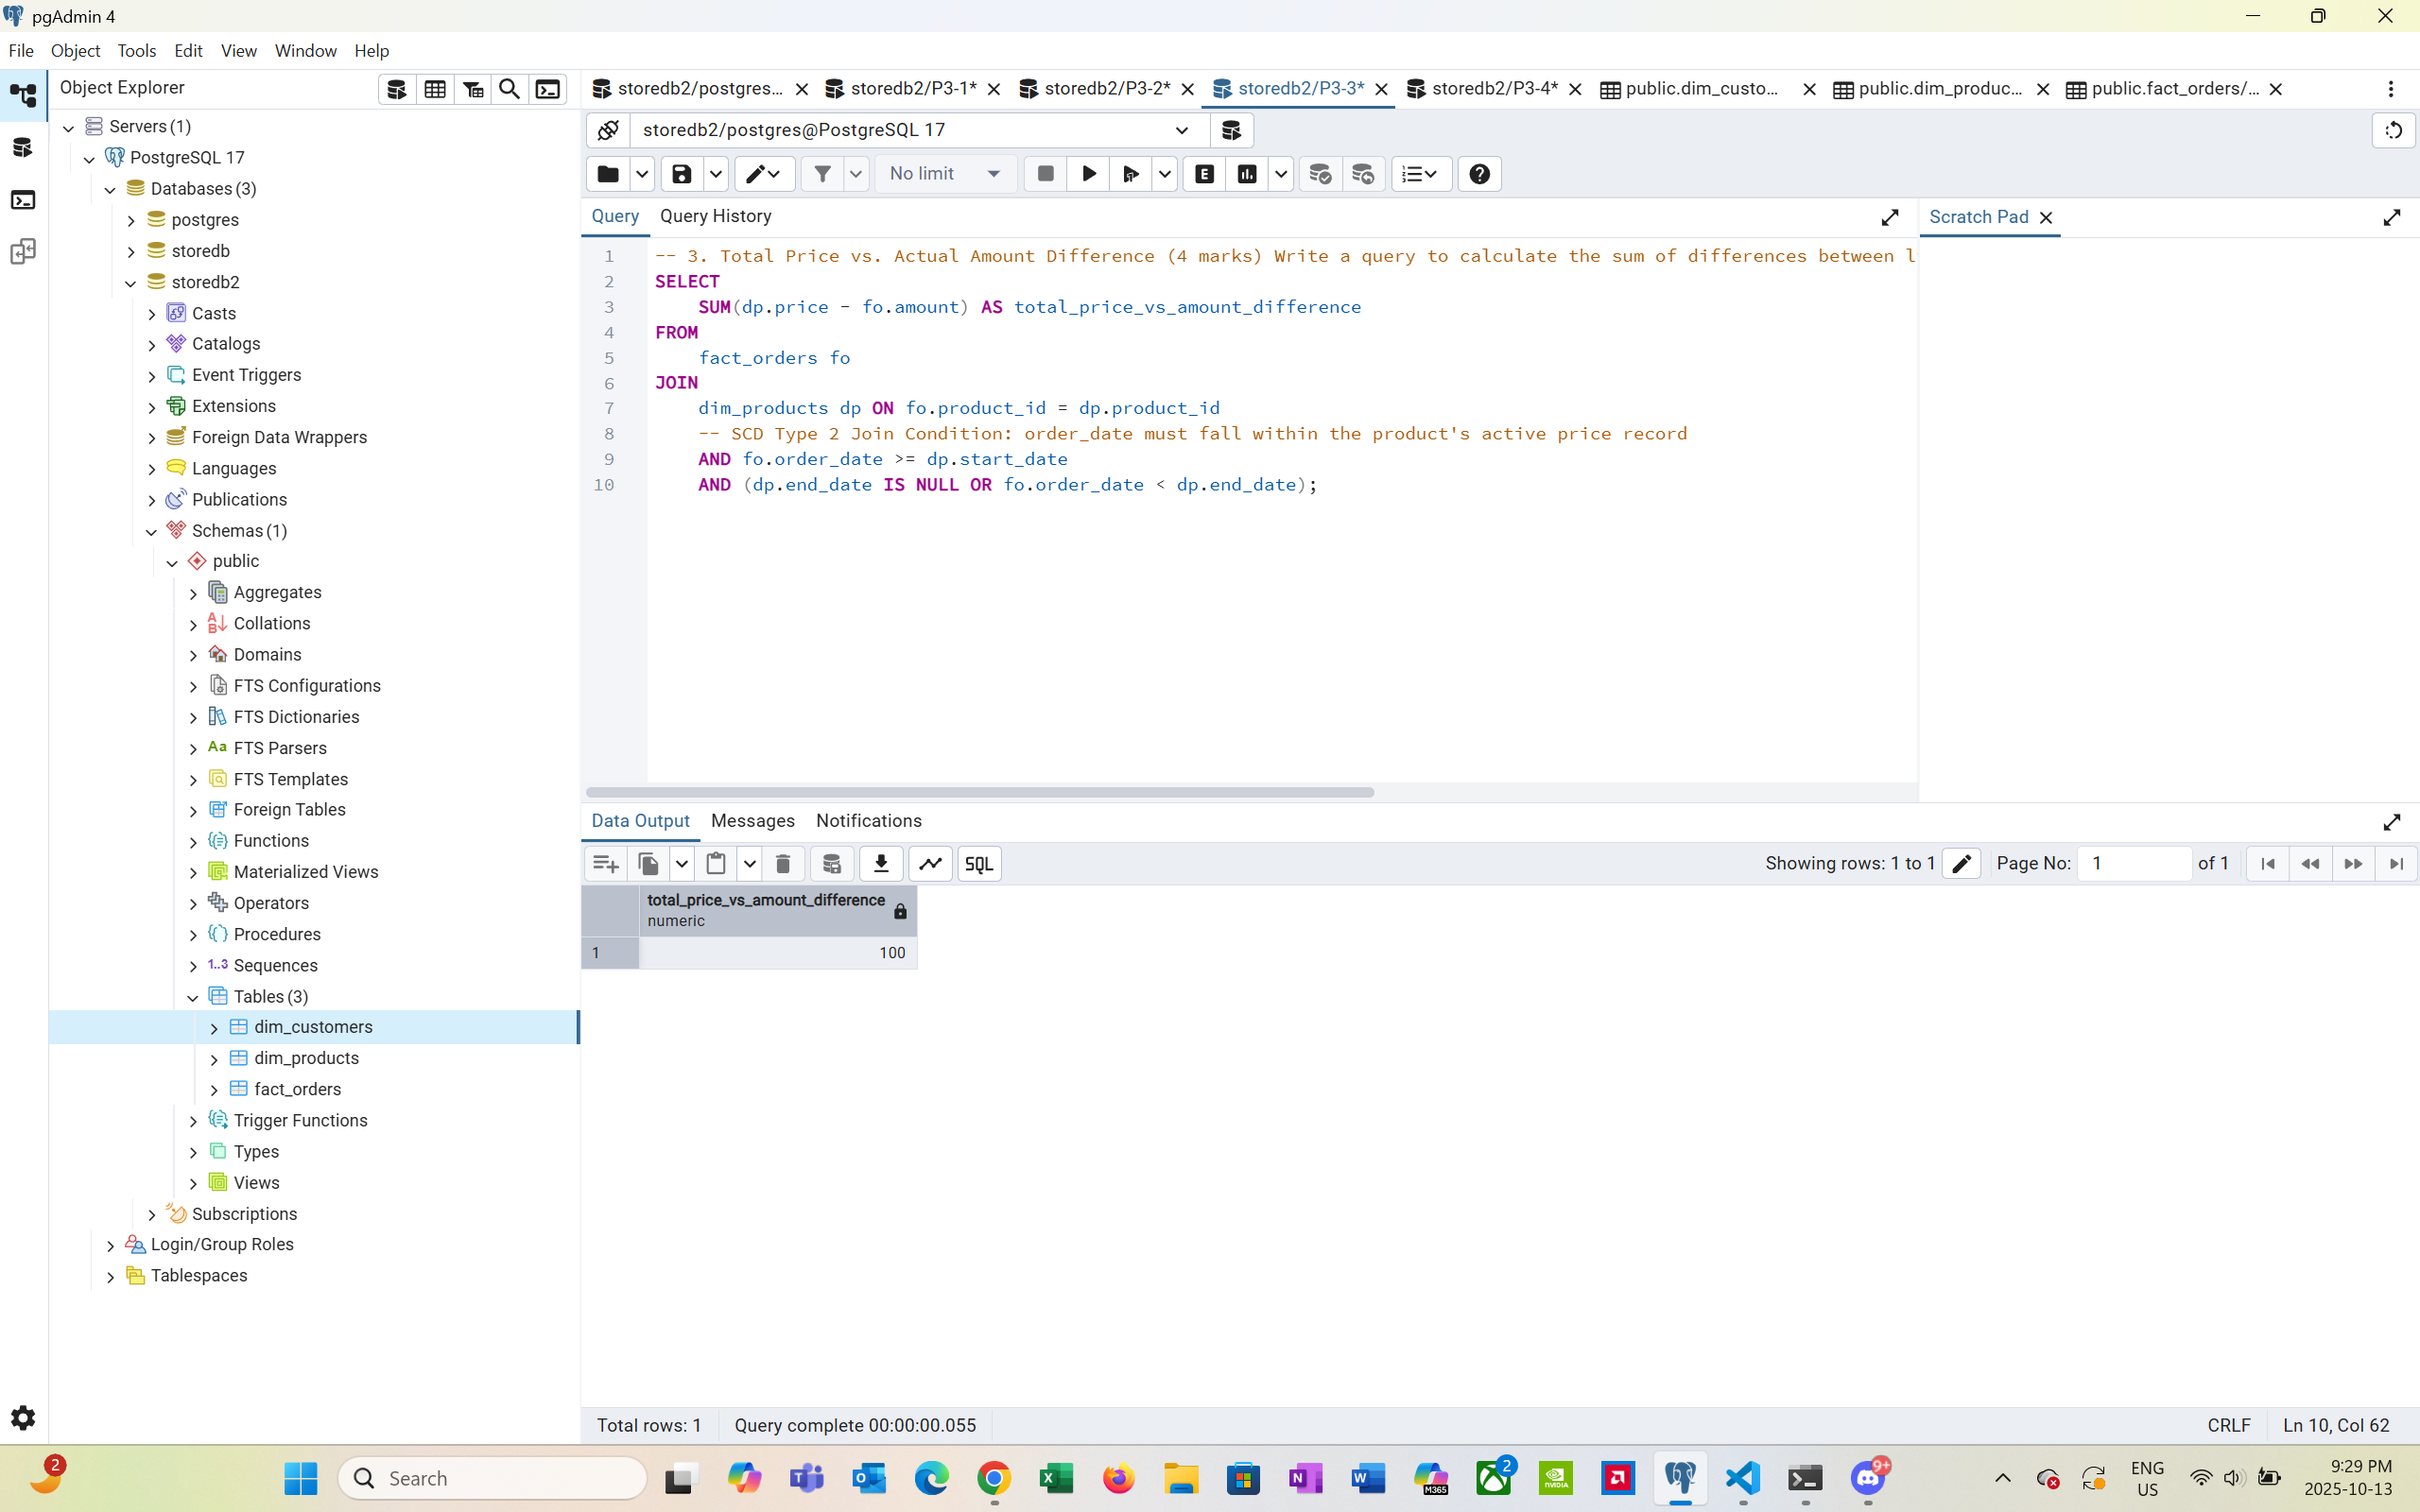 pgAdmin 4
File Object Tools Edit View Window Help
Object Explorer
storedb2/postgres... storedb2/P3-1* storedb2/P3-2* storedb2/P3-3* storedb2/P3-4* public.dim_custo... public.dim_produc... public.fact_orders/...
Servers (1)
PostgreSQL 17
Databases (3)
postgres
storedb
storedb2
Casts
Catalogs
Event Triggers
Extensions
Foreign Data Wrappers
Languages
Publications
Schemas (1)
public
Aggregates
Collations
Domains
FTS Configurations
FTS Dictionaries
FTS Parsers
FTS Templates
Foreign Tables
Functions
Materialized Views
Operators
Procedures
Sequences
Tables (3)
dim_customers
dim_products
fact_orders
Trigger Functions
Types
Views
Subscriptions
Login/Group Roles
Tablespaces
storedb2/postgres@PostgreSQL 17
No limit
Query Query History
Scratch Pad
1 -- 3. Total Price vs. Actual Amount Difference (4 marks) Write a query to calculate the sum of differences between l
2 SELECT
3 SUM(dp.price - fo.amount) AS total_price_vs_amount_difference
4 FROM
5 fact_orders fo
6 JOIN
7 dim_products dp ON fo.product_id = dp.product_id
8 -- SCD Type 2 Join Condition: order_date must fall within the product's active price record
9 AND fo.order_date >= dp.start_date
10 AND (dp.end_date IS NULL OR fo.order_date < dp.end_date);
Data Output Messages Notifications
SQL
Showing rows: 1 to 1 Page No: 1 of 1
total_price_vs_amount_difference
numeric
1 100
Total rows: 1 Query complete 00:00:00.055 CRLF Ln 10, Col 62
2
Search
M365
2
NVIDIA
9+
ENG
US
9:29 PM
2025-10-13